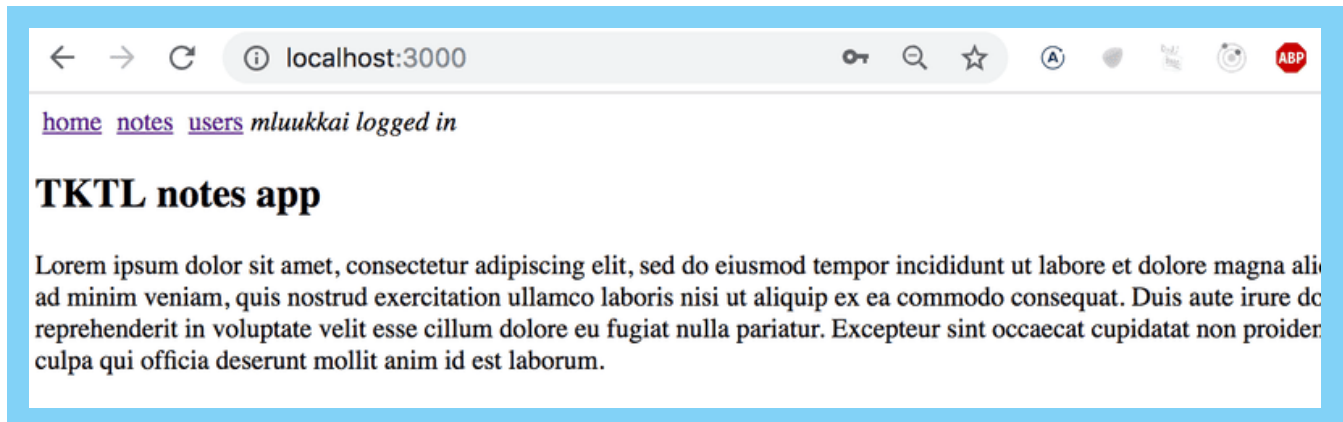 localhost:3000
A
ABP
home notes users mluukkai logged in
TKTL notes app
Lorem ipsum dolor sit amet, consectetur adipiscing elit, sed do eiusmod tempor incididunt ut labore et dolore magna
ad minim veniam, quis nostrud exercitation ullamco laboris nisi ut aliquip ex ea commodo consequat. Duis aute irure
reprehenderit in voluptate velit esse cillum dolore eu fugiat nulla pariatur. Excepteur sint occaecat cupidatat non
culpa qui officia deserunt mollit anim id est laborum.